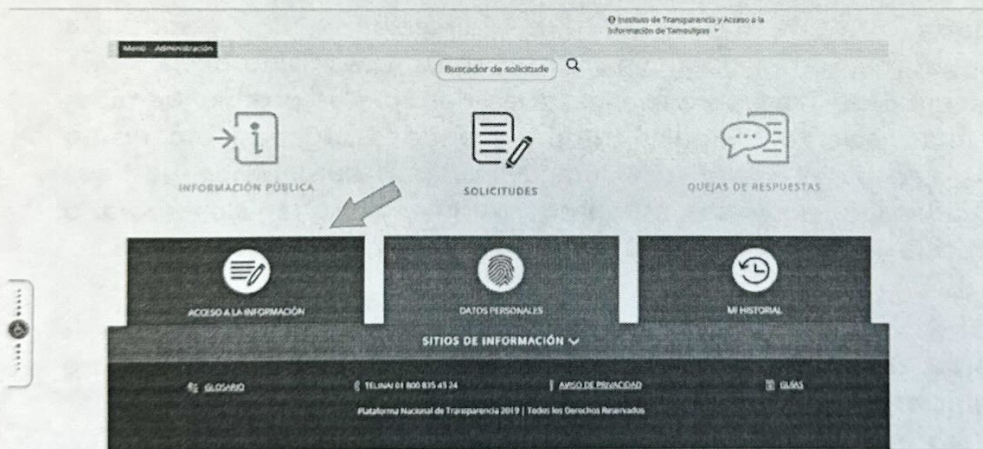 Instituto de Transparencia y Acceso a la
Información de Tamaulipas
Menú Administración
Buscador de solicitude
INFORMACIÓN PÚBLICA
SOLICITUDES
QUEJAS DE RESPUESTAS
ACCESO A LA INFORMACIÓN
DATOS PERSONALES
MI HISTORIAL
SITIOS DE INFORMACIÓN
GLOSARIO
TELINAI 01 800 835 43 24
AVISO DE PRIVACIDAD
GUÍAS
Plataforma Nacional de Transparencia 2019 | Todos los Derechos Reservados